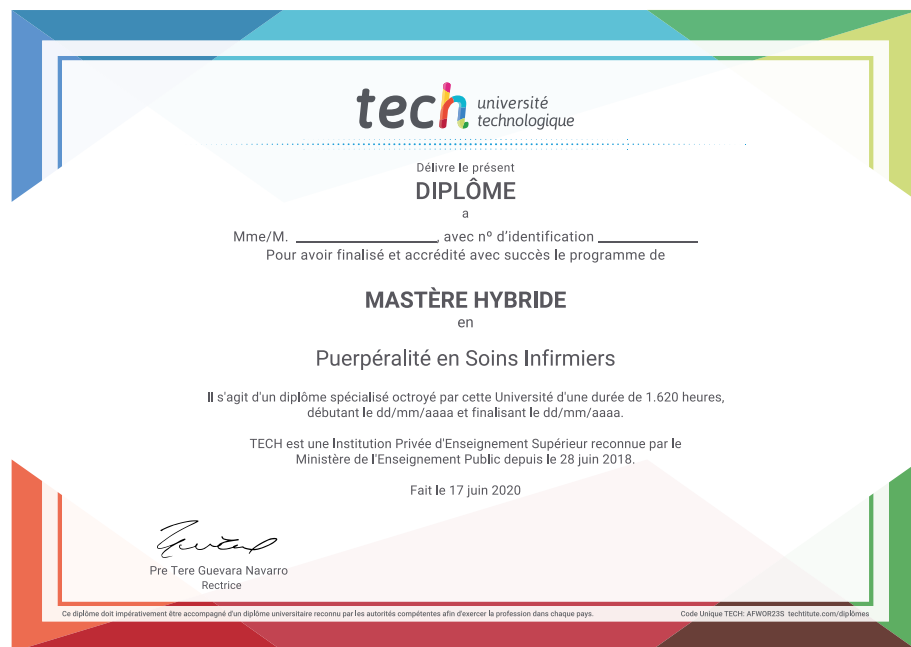 tech université
technologique
Délivre le présent
DIPLÔME
a
Mme/M. ____________________, avec nº d'identification ______________
Pour avoir finalisé et accrédité avec succès le programme de
MASTÈRE HYBRIDE
en
Puerpéralité en Soins Infirmiers
Il s'agit d'un diplôme spécialisé octroyé par cette Université d'une durée de 1.620 heures,
débutant le dd/mm/aaaa et finalisant le dd/mm/aaaa.
TECH est une Institution Privée d'Enseignement Supérieur reconnue par le
Ministère de l'Enseignement Public depuis le 28 juin 2018.
Fait le 17 juin 2020
Pre Tere Guevara Navarro
Rectrice
Ce diplôme doit impérativement être accompagné d'un diplôme universitaire reconnu par les autorités compétentes afin d'exercer la profession dans chaque pays.
Code Unique TECH: AFWOR23S techtitute.com/diplômes